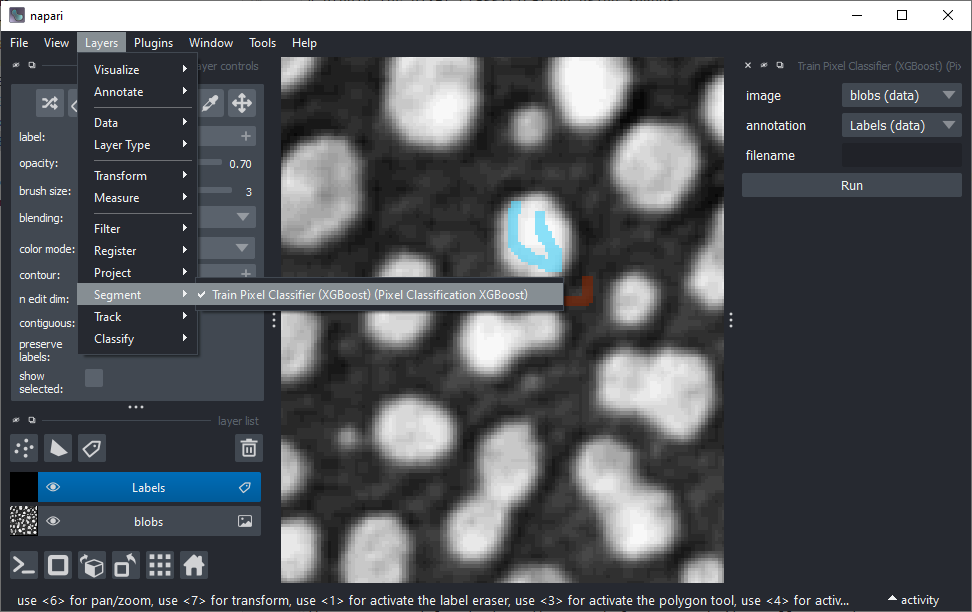 napari
File View Layers Plugins Window Tools Help
layer controls
Visualize
Annotate
Data
Layer Type
Transform
Measure
Filter
Register
Project
Segment
Track
Classify
Train Pixel Classifier (XGBoost) (Pixel Classification XGBoost)
label:
opacity: 0.70
brush size: 3
blending:
color mode:
contour:
n edit dim:
contiguous:
preserve
labels:
show
selected:
layer list
Labels
blobs
Train Pixel Classifier (XGBoost) (Pix
image blobs (data)
annotation Labels (data)
filename
Run
use <6> for pan/zoom, use <7> for transform, use <1> for activate the label eraser, use <3> for activate the polygon tool, use <4> for activ...
activity